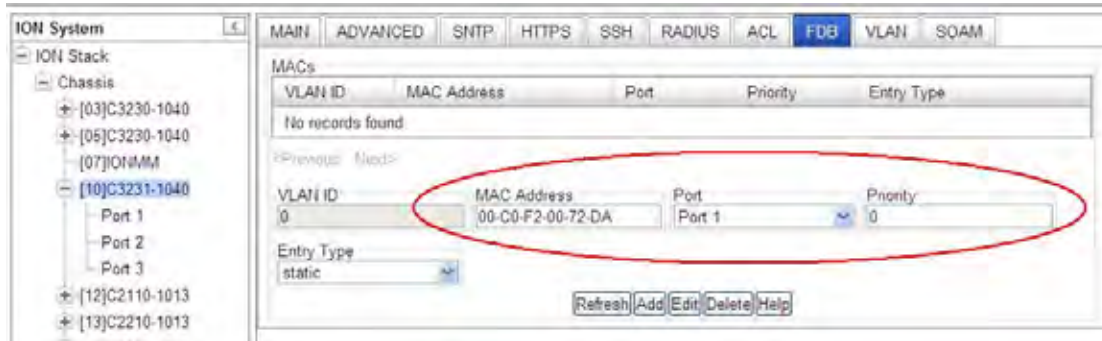 ION System
ION Stack
Chassis
[03]C3230-1040
[05]C3230-1040
[07]IONMM
[10]C3231-1040
Port 1
Port 2
Port 3
[12]C2110-1013
[13]C2210-1013
MAIN ADVANCED SNTP HTTPS SSH RADIUS ACL FDB VLAN SOAM
MACs
VLAN ID MAC Address Port Priority Entry Type
No records found
<Previous Next>
VLAN ID MAC Address Port Priority
0 00-C0-F2-00-72-DA Port 1 0
Entry Type
static
Refresh Add Edit Delete Help